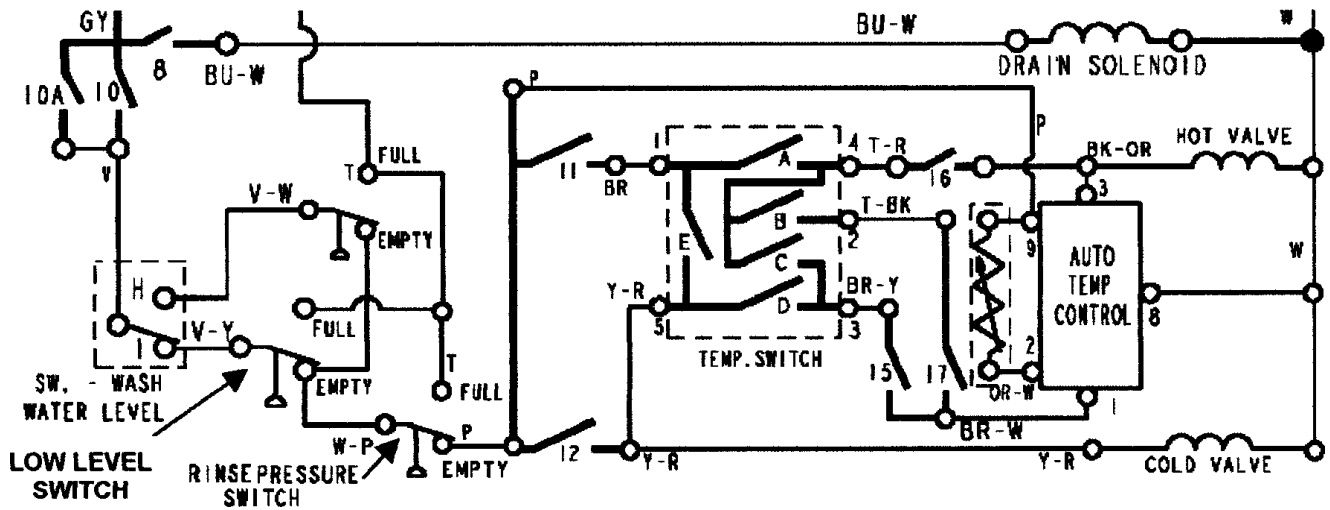 GY
BU-W
W
8
BU-W
DRAIN SOLENOID
10A
10
P
FULL
V
T
1
A
4
T-R
P
HOT VALVE
11
BR
16
BK-OR
3
V-W
T-BK
EMPTY
B
2
9
AUTO
TEMP
CONTROL
W
E
C
H
Y-R
D
BR-Y
8
5
3
FULL
V-Y
I
TEMP. SWITCH
2
T
15
17
SW. - WASH
WATER LEVEL
EMPTY
FULL
OR-W
1
LOW LEVEL
SWITCH
W-P
P
BR-W
RINSE PRESSURE
SWITCH
EMPTY
12
Y-R
Y-R
COLD VALVE